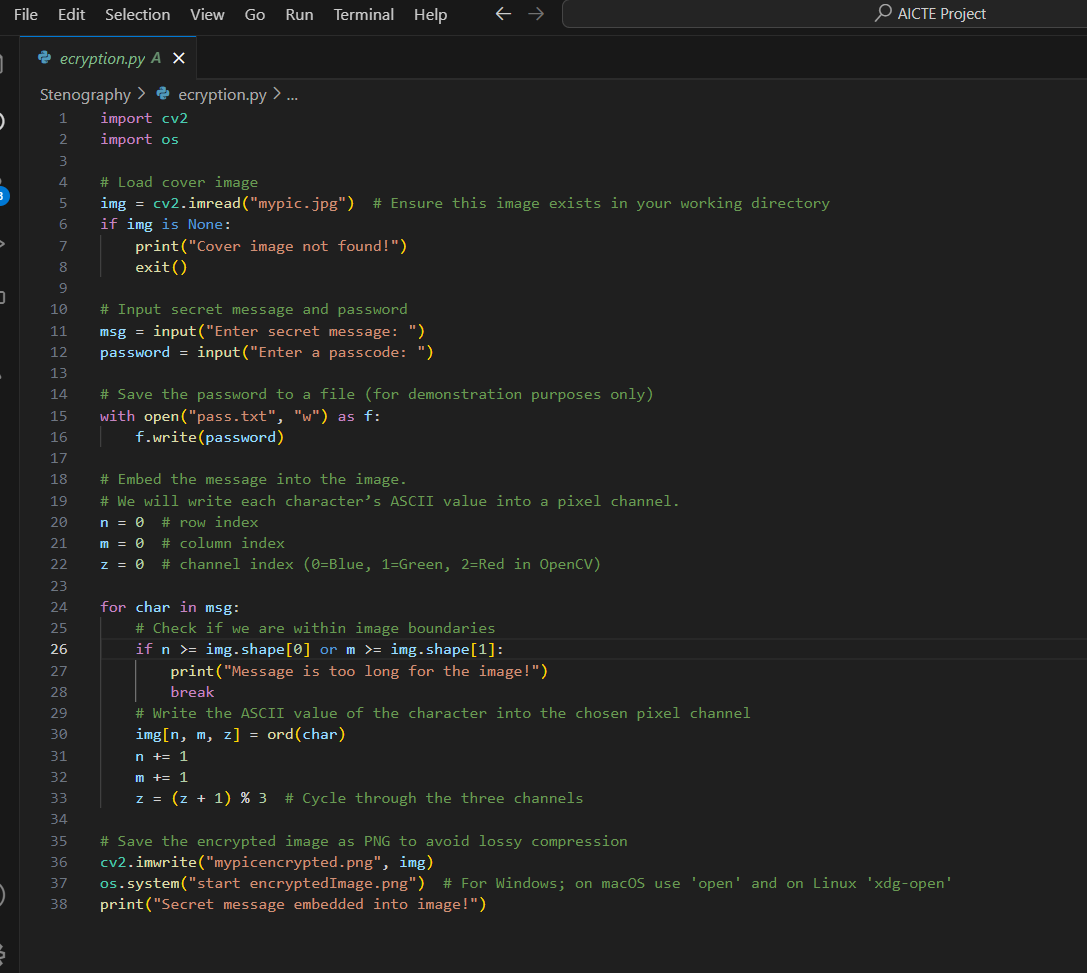 File Edit Selection View Go Run Terminal Help ← → AICTE Project
ecryption.py A ×
Stenography > ecryption.py > ...
1 import cv2
2 import os
3
4 # Load cover image
5 img = cv2.imread("mypic.jpg")  # Ensure this image exists in your working directory
6 if img is None:
7     print("Cover image not found!")
8     exit()
9
10 # Input secret message and password
11 msg = input("Enter secret message: ")
12 password = input("Enter a passcode: ")
13
14 # Save the password to a file (for demonstration purposes only)
15 with open("pass.txt", "w") as f:
16     f.write(password)
17
18 # Embed the message into the image.
19 # We will write each character’s ASCII value into a pixel channel.
20 n = 0  # row index
21 m = 0  # column index
22 z = 0  # channel index (0=Blue, 1=Green, 2=Red in OpenCV)
23
24 for char in msg:
25     # Check if we are within image boundaries
26     if n >= img.shape[0] or m >= img.shape[1]:
27         print("Message is too long for the image!")
28         break
29     # Write the ASCII value of the character into the chosen pixel channel
30     img[n, m, z] = ord(char)
31     n += 1
32     m += 1
33     z = (z + 1) % 3  # Cycle through the three channels
34
35 # Save the encrypted image as PNG to avoid lossy compression
36 cv2.imwrite("mypicencrypted.png", img)
37 os.system("start encryptedImage.png")  # For Windows; on macOS use 'open' and on Linux 'xdg-open'
38 print("Secret message embedded into image!")